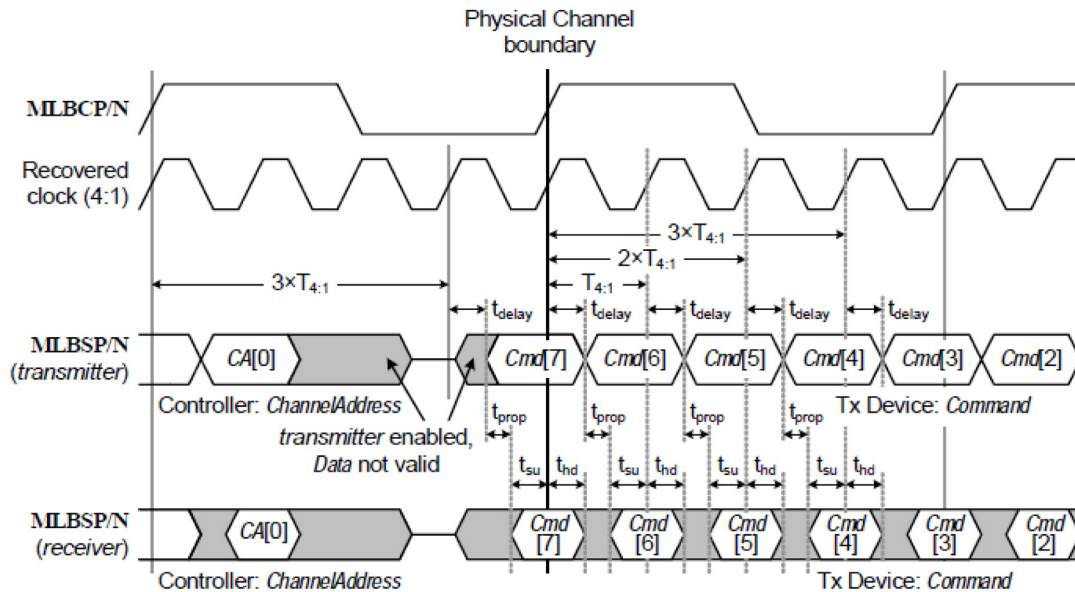 Physical Channel
boundary
MLBCP/N
Recovered
clock (4:1)
3×T4:1
2×T4:1
3×T4:1
T4:1
tdelay tdelay tdelay tdelay tdelay
MLBSP/N
(transmitter)
CA[0] Cmd[7] Cmd[6] Cmd[5] Cmd[4] Cmd[3] Cmd[2]
Controller: ChannelAddress
Tx Device: Command
transmitter enabled,
Data not valid
tprop tprop tprop tprop
tsu thd tsu thd tsu thd tsu thd
MLBSP/N
(receiver)
CA[0]
Cmd Cmd Cmd Cmd Cmd Cmd
[7] [6] [5] [4] [3] [2]
Controller: ChannelAddress
Tx Device: Command